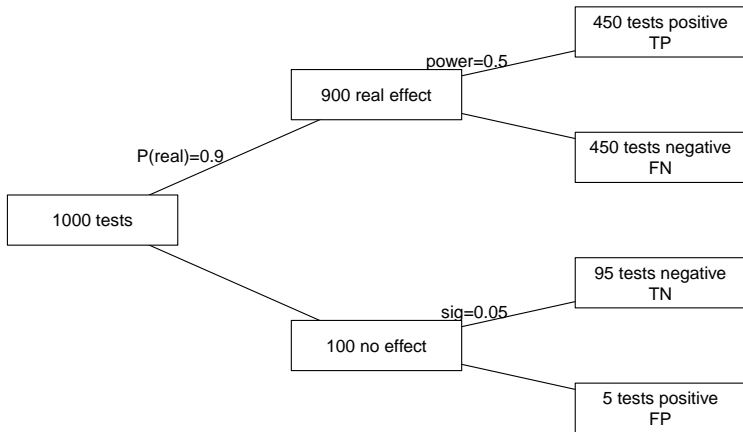 450 tests positive
TP
power=0.5
900 real effect
P(real)=0.9
450 tests negative
FN
1000 tests
95 tests negative
TN
sig=0.05
100 no effect
5 tests positive
FP